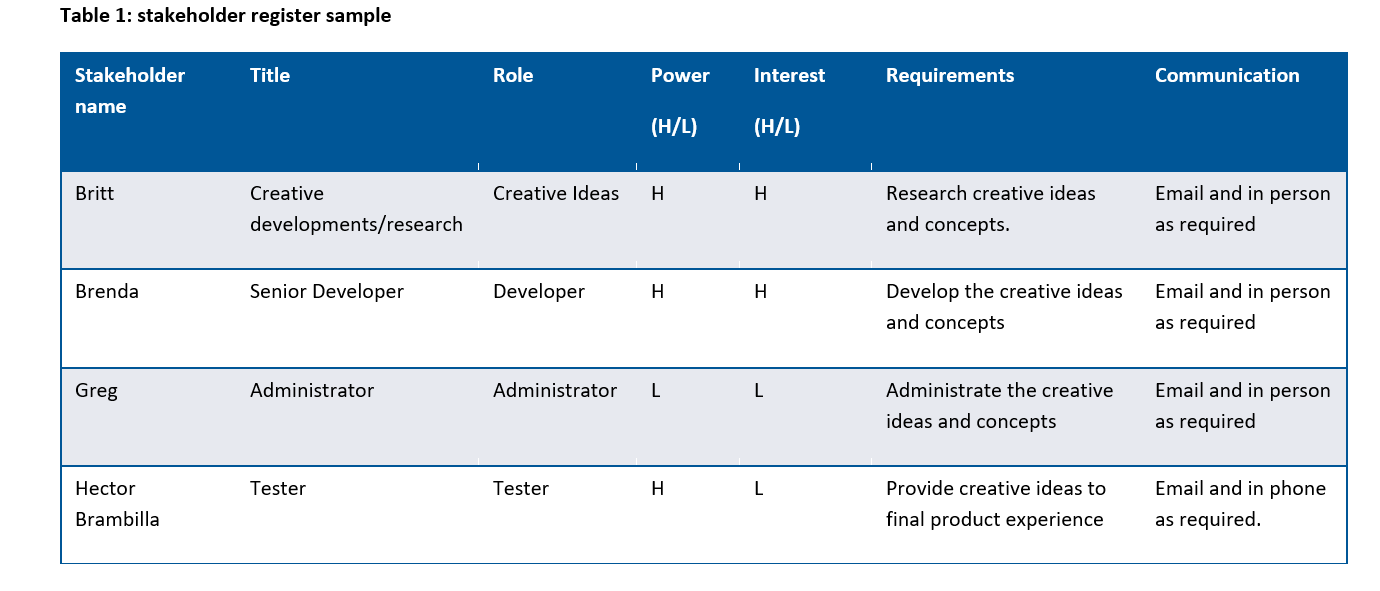 Table 1: stakeholder register sample
Stakeholder name Title Role Power (H/L) Interest (H/L) Requirements Communication
Britt Creative developments/research Creative Ideas H H Research creative ideas and concepts. Email and in person as required
Brenda Senior Developer Developer H H Develop the creative ideas and concepts Email and in person as required
Greg Administrator Administrator L L Administrate the creative ideas and concepts Email and in person as required
Hector Brambilla Tester Tester H L Provide creative ideas to final product experience Email and in phone as required.